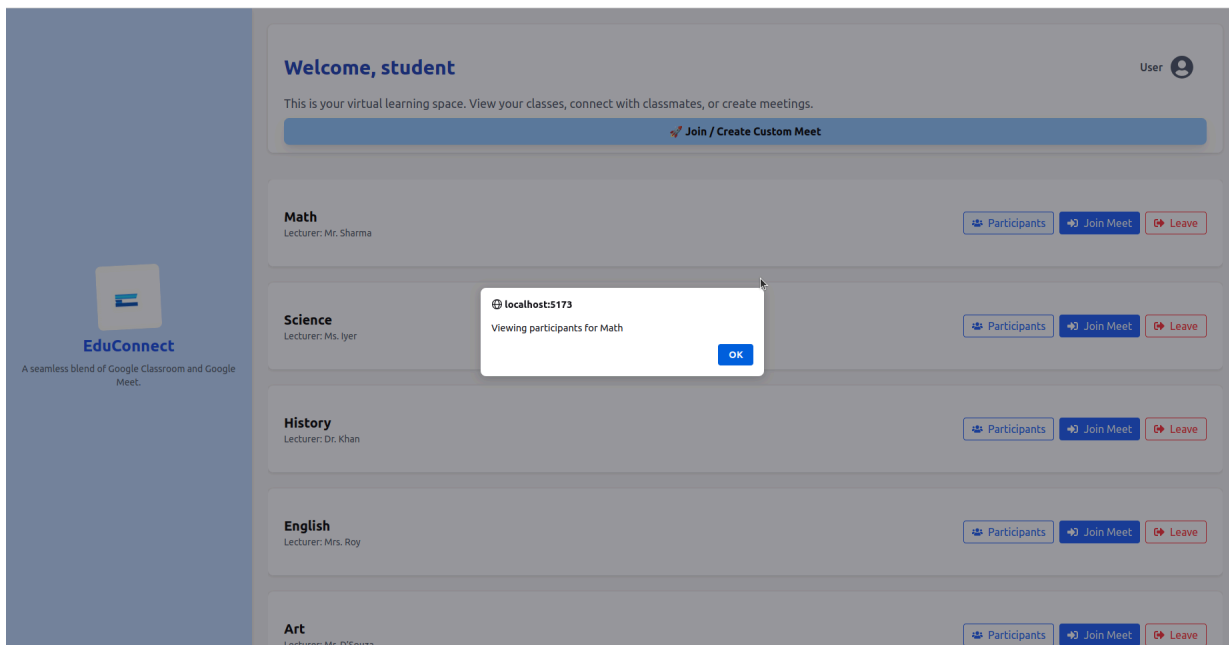 Welcome, student
User
This is your virtual learning space. View your classes, connect with classmates, or create meetings.
🚀 Join / Create Custom Meet
Math
Lecturer: Mr. Sharma
Participants
Join Meet
Leave
localhost:5173
Viewing participants for Math
OK
Science
Lecturer: Ms. Iyer
Participants
Join Meet
Leave
EduConnect
A seamless blend of Google Classroom and Google
Meet.
History
Lecturer: Dr. Khan
Participants
Join Meet
Leave
English
Lecturer: Mrs. Roy
Participants
Join Meet
Leave
Art
Lecturer: Mr. D'Souza
Participants
Join Meet
Leave